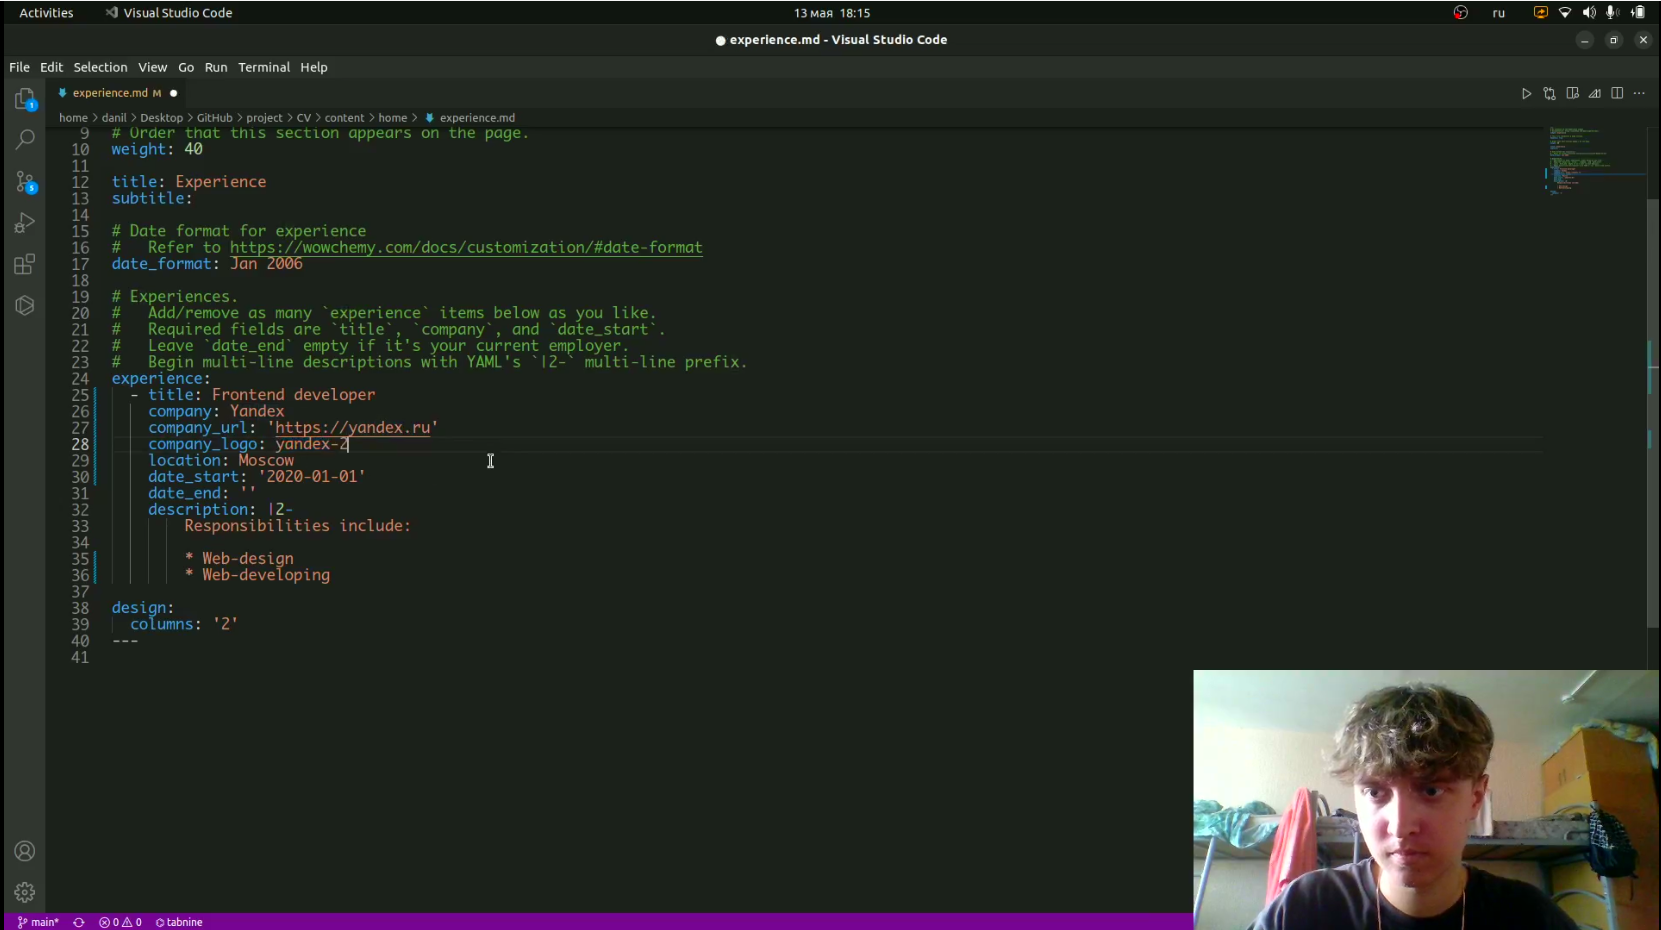 Activities Visual Studio Code 13 мая 18:15 ru
experience.md - Visual Studio Code
File Edit Selection View Go Run Terminal Help
experience.md M
home > danil > Desktop > GitHub > project > CV > content > home > experience.md
9 # Order that this section appears on the page.
10 weight: 40
11
12 title: Experience
13 subtitle:
14
15 # Date format for experience
16 #   Refer to https://wowchemy.com/docs/customization/#date-format
17 date_format: Jan 2006
18
19 # Experiences.
20 #   Add/remove as many `experience` items below as you like.
21 #   Required fields are `title`, `company`, and `date_start`.
22 #   Leave `date_end` empty if it's your current employer.
23 #   Begin multi-line descriptions with YAML's `|2-` multi-line prefix.
24 experience:
25   - title: Frontend developer
26     company: Yandex
27     company_url: 'https://yandex.ru'
28     company_logo: yandex-2
29     location: Moscow
30     date_start: '2020-01-01'
31     date_end: ''
32     description: |2-
33         Responsibilities include:
34
35         * Web-design
36         * Web-developing
37
38 design:
39   columns: '2'
40 ---
41
1
5
main* 0 0 tabnine